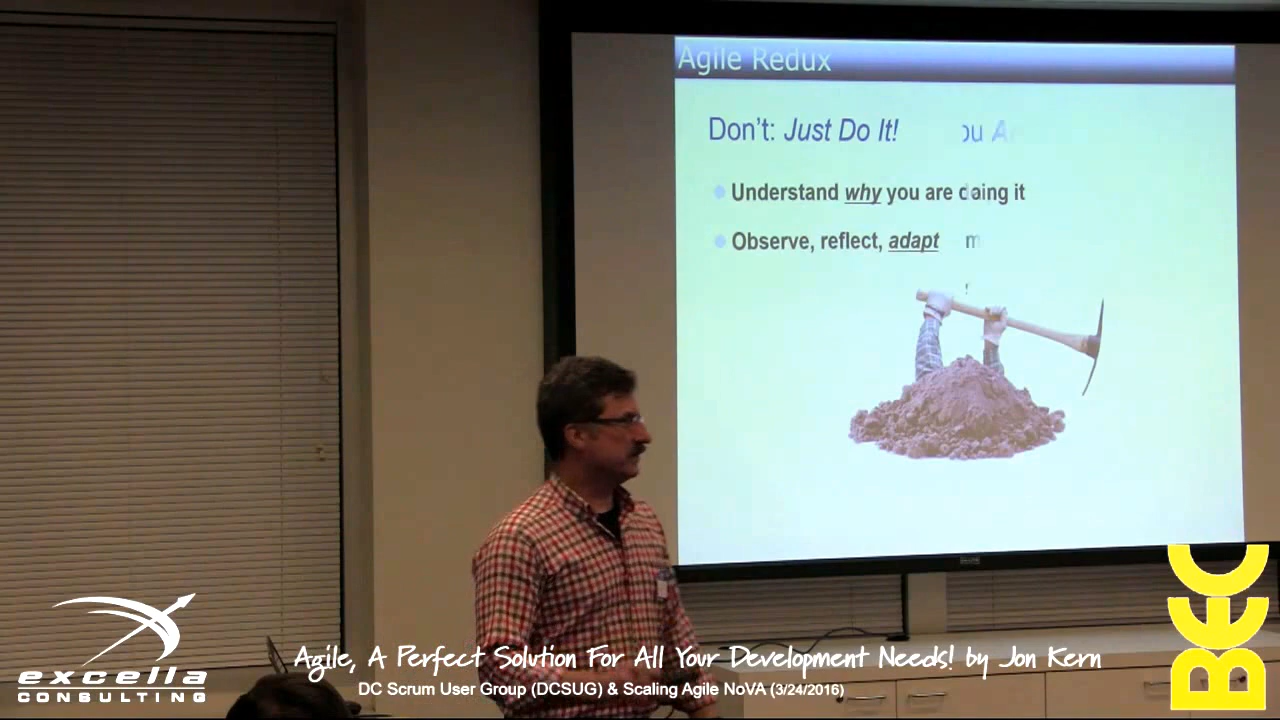 Agile Redux
Don't: Just Do It!
Understand why you are doing it
Observe, reflect, adapt
excella
CONSULTING
Agile, A Perfect Solution For All Your Development Needs! by Jon Kern
DC Scrum User Group (DCSUG) & Scaling Agile NoVA (3/24/2016)